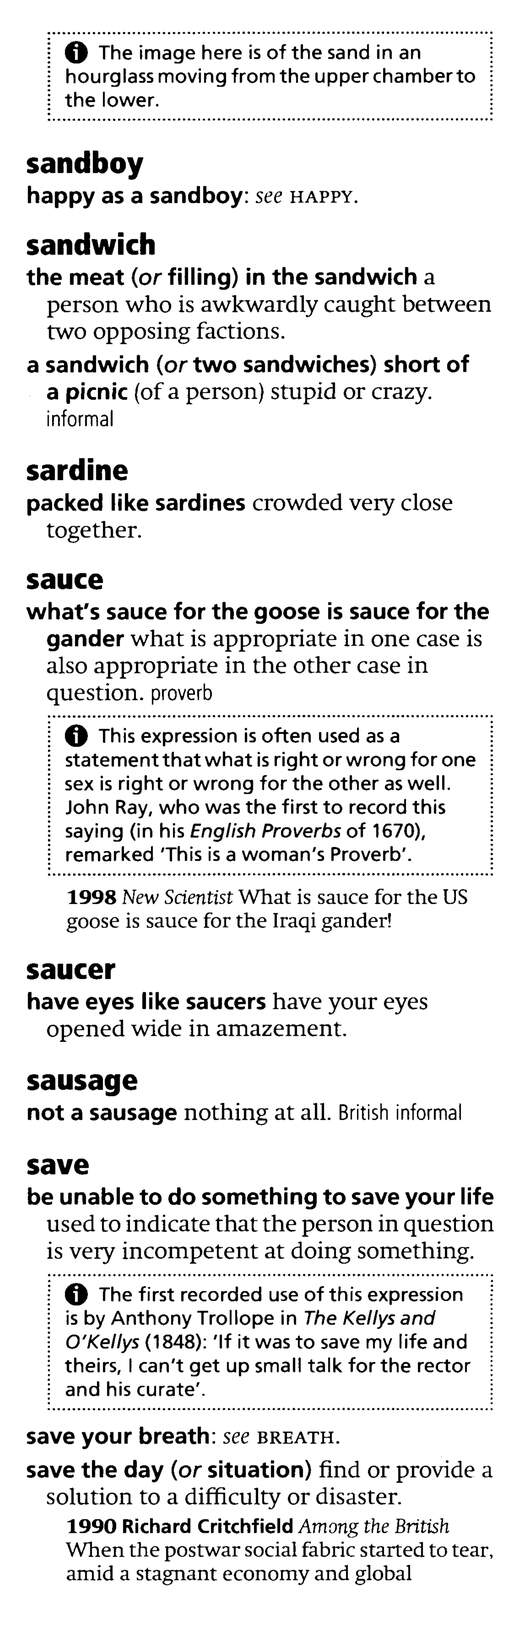 The image here is of the sand in an
hourglass moving from the upper chamber to
the lower.
sandboy
happy as a sandboy: see HAPPY.
sandwich
the meat (or filling) in the sandwich a
person who is awkwardly caught between
two opposing factions.
a sandwich (or two sandwiches) short of
a picnic (of a person) stupid or crazy.
informal
sardine
packed like sardines crowded very close
together.
sauce
what's sauce for the goose is sauce for the
gander what is appropriate in one case is
also appropriate in the other case in
question. proverb
This expression is often used as a
statement that what is right or wrong for one
sex is right or wrong for the other as well.
John Ray, who was the first to record this
saying (in his English Proverbs of 1670),
remarked 'This is a woman's Proverb'.
1998 New Scientist What is sauce for the US
goose is sauce for the Iraqi gander!
saucer
have eyes like saucers have your eyes
opened wide in amazement.
sausage
not a sausage nothing at all. British informal
save
be unable to do something to save your life
used to indicate that the person in question
is very incompetent at doing something.
The first recorded use of this expression
is by Anthony Trollope in The Kellys and
O'Kellys (1848): 'If it was to save my life and
theirs, I can't get up small talk for the rector
and his curate'.
save your breath: see BREATH.
save the day (or situation) find or provide a
solution to a difficulty or disaster.
1990 Richard Critchfield Among the British
When the postwar social fabric started to tear,
amid a stagnant economy and global